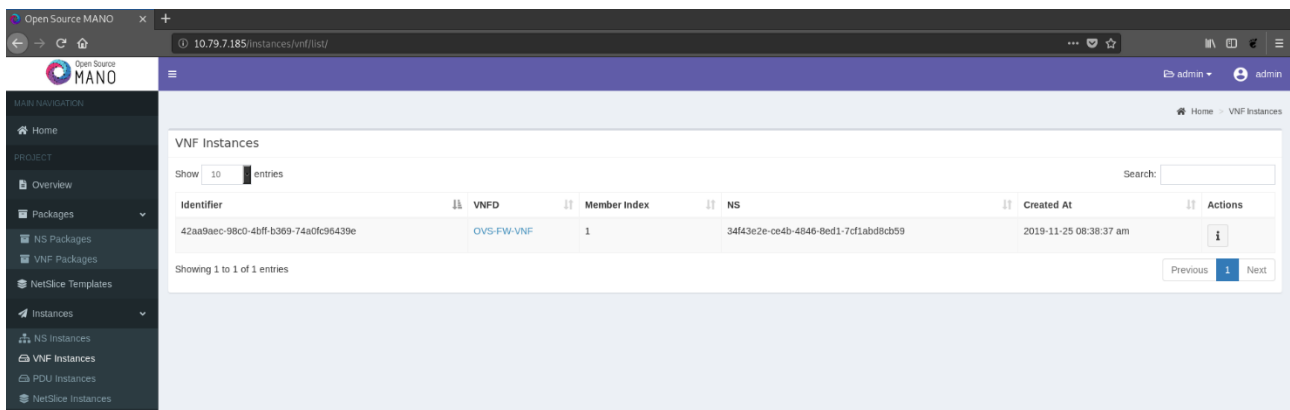 Open Source MANO × +
10.79.7.185/instances/vnf/list/
Open Source
MANO
admin admin
MAIN NAVIGATION
Home > VNF Instances
Home
PROJECT
Overview
Packages
NS Packages
VNF Packages
NetSlice Templates
Instances
NS Instances
VNF Instances
PDU Instances
NetSlice Instances
VNF Instances
Show 10 entries
Search:
Identifier VNFD Member Index NS Created At Actions
42aa9aec-98c0-4bff-b369-74a0fc96439e OVS-FW-VNF 1 34f43e2e-ce4b-4846-8ed1-7cf1abd8cb59 2019-11-25 08:38:37 am i
Showing 1 to 1 of 1 entries
Previous 1 Next